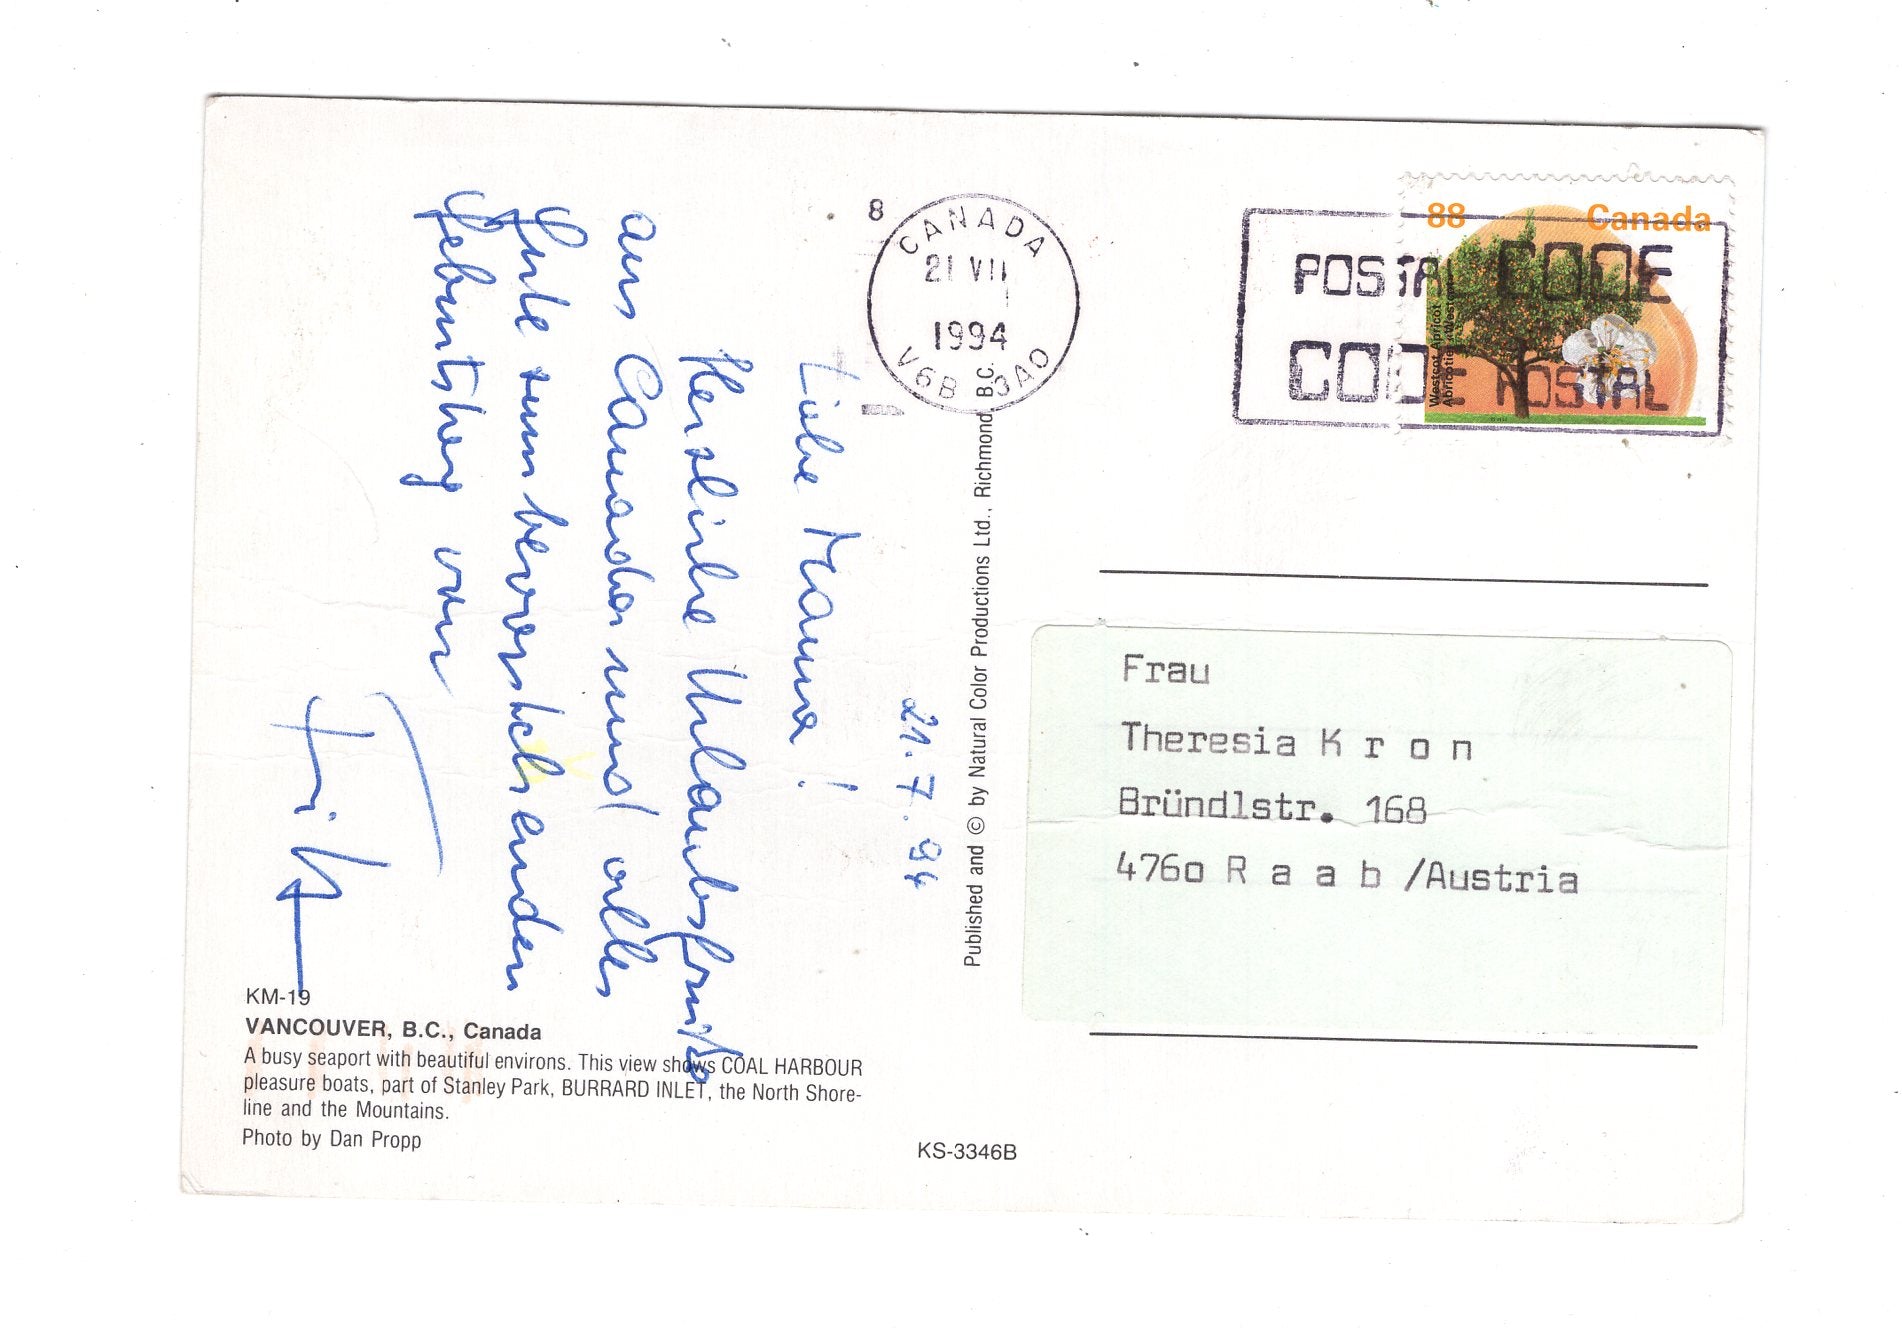 21.7.94
Liebe Mama!
Herzliche Urlaubsgrüße
aus Canada und alles
Gute zum bevorstehenden
Geburtstag von
8
CANADA
21 VII
1994
V6B 3A0
POSTAL CODE
CODE POSTAL
88 Canada
Westcot Apricot
Abricotier Westcot
Published and © by Natural Color Productions Ltd., Richmond, B.C.
Frau
Theresia K r o n
Bründlstr. 168
476o R a a b /Austria
KM-19
VANCOUVER, B.C., Canada
A busy seaport with beautiful environs. This view shows COAL HARBOUR
pleasure boats, part of Stanley Park, BURRARD INLET, the North Shore-
line and the Mountains.
Photo by Dan Propp
KS-3346B